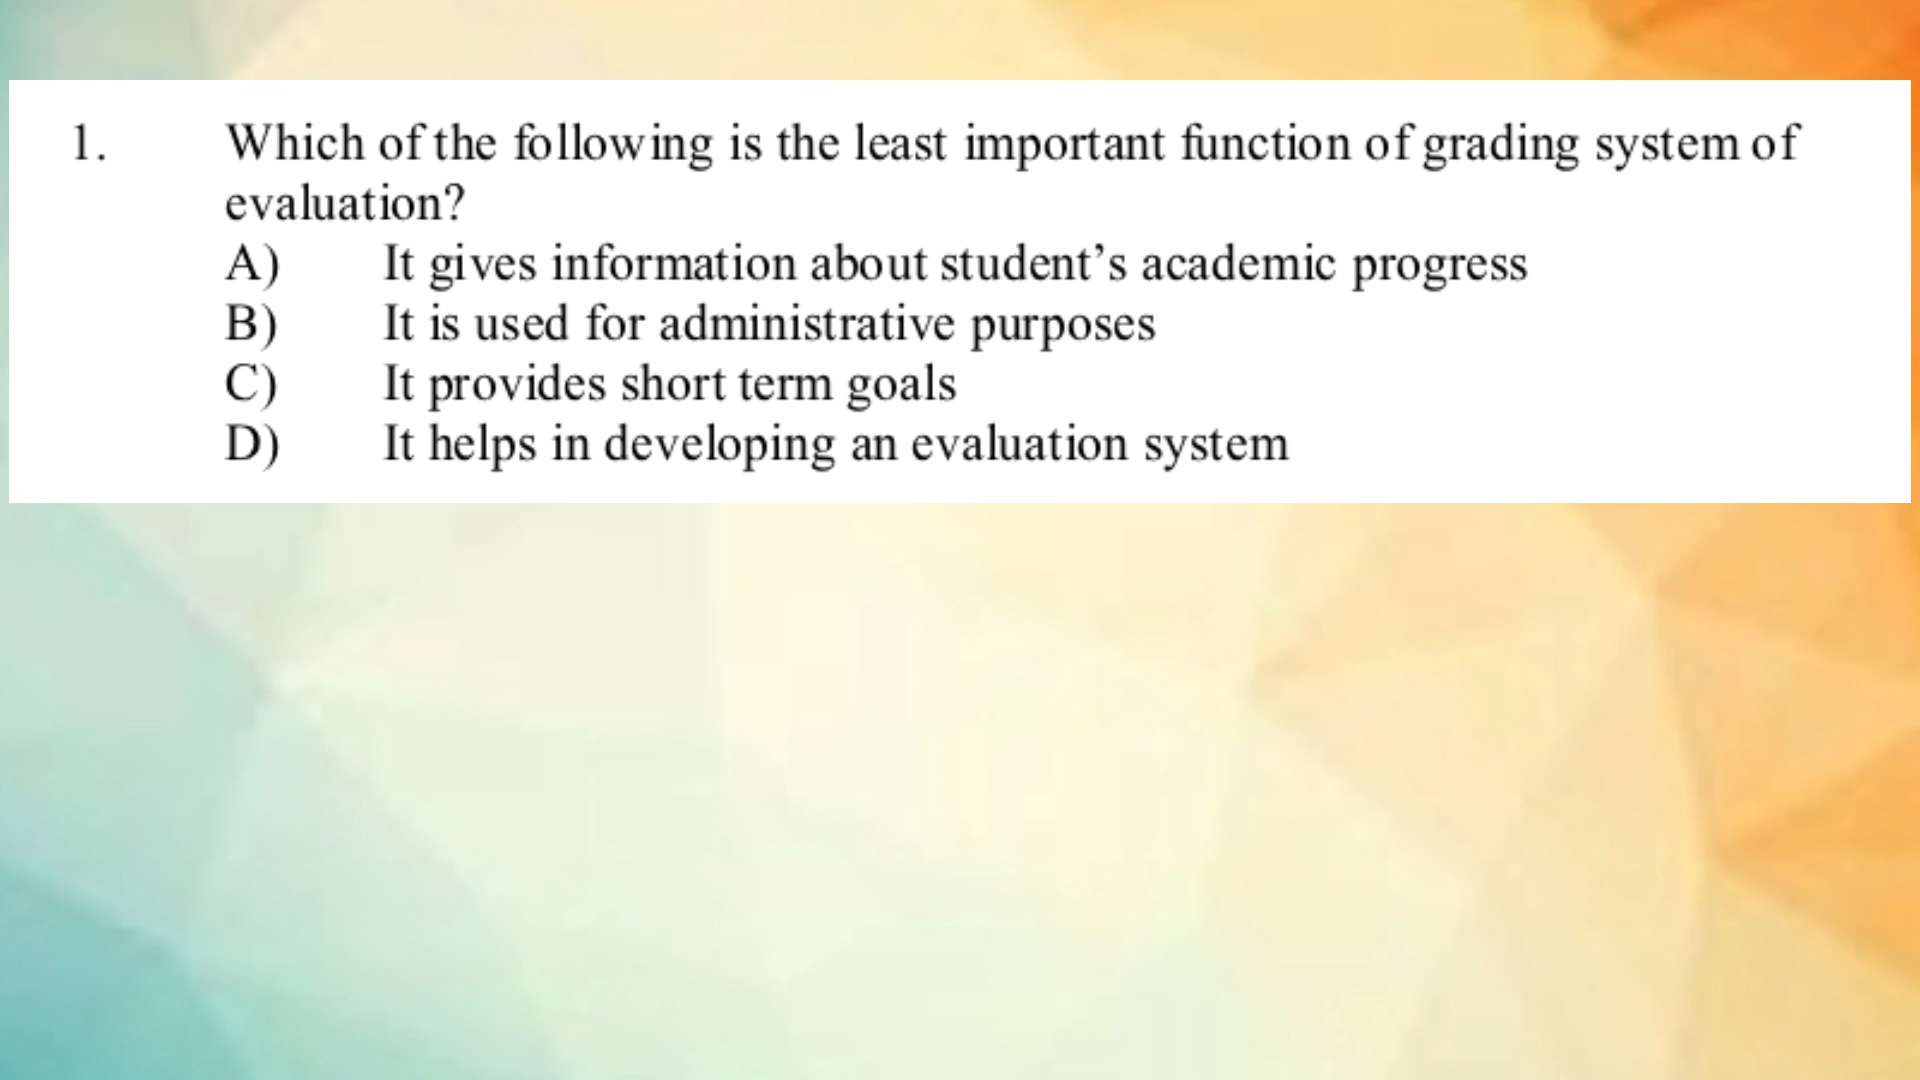 1. Which of the following is the least important function of grading system of
evaluation?
A) It gives information about student’s academic progress
B) It is used for administrative purposes
C) It provides short term goals
D) It helps in developing an evaluation system